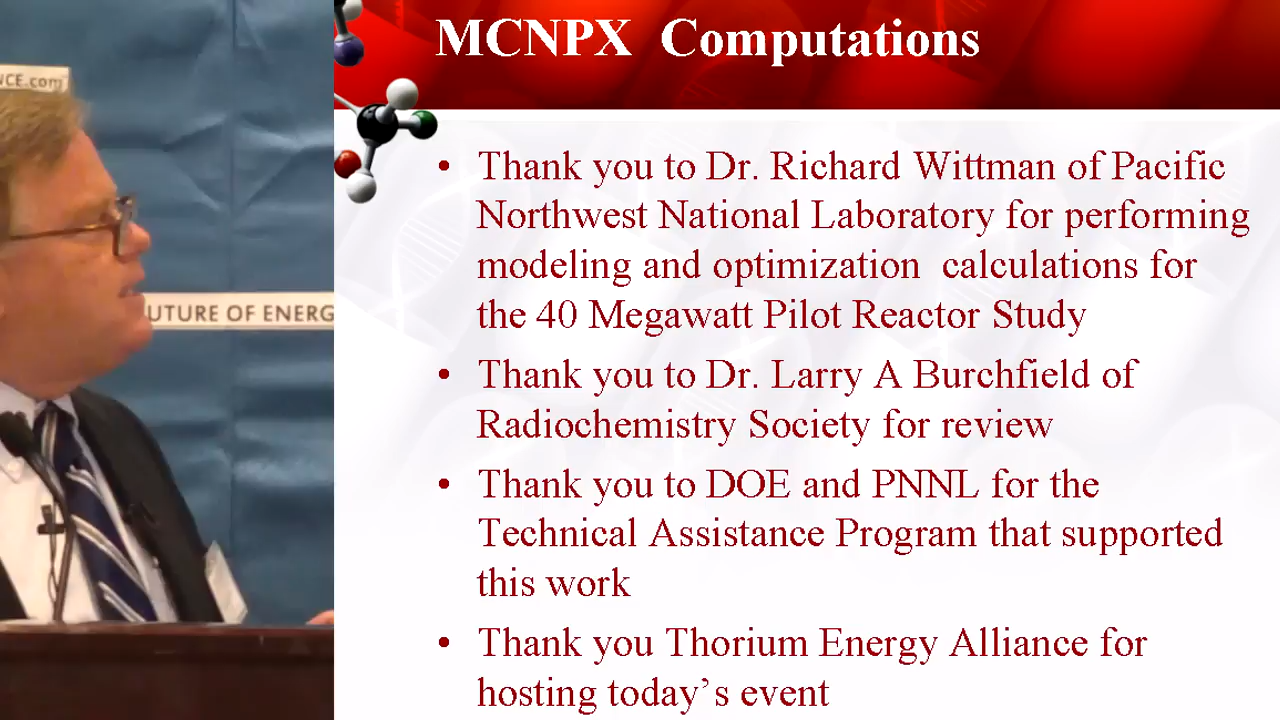 MCNPX Computations
NCE.com
UTURE OF ENERG
• Thank you to Dr. Richard Wittman of Pacific
Northwest National Laboratory for performing
modeling and optimization calculations for
the 40 Megawatt Pilot Reactor Study
• Thank you to Dr. Larry A Burchfield of
Radiochemistry Society for review
• Thank you to DOE and PNNL for the
Technical Assistance Program that supported
this work
• Thank you Thorium Energy Alliance for
hosting today’s event